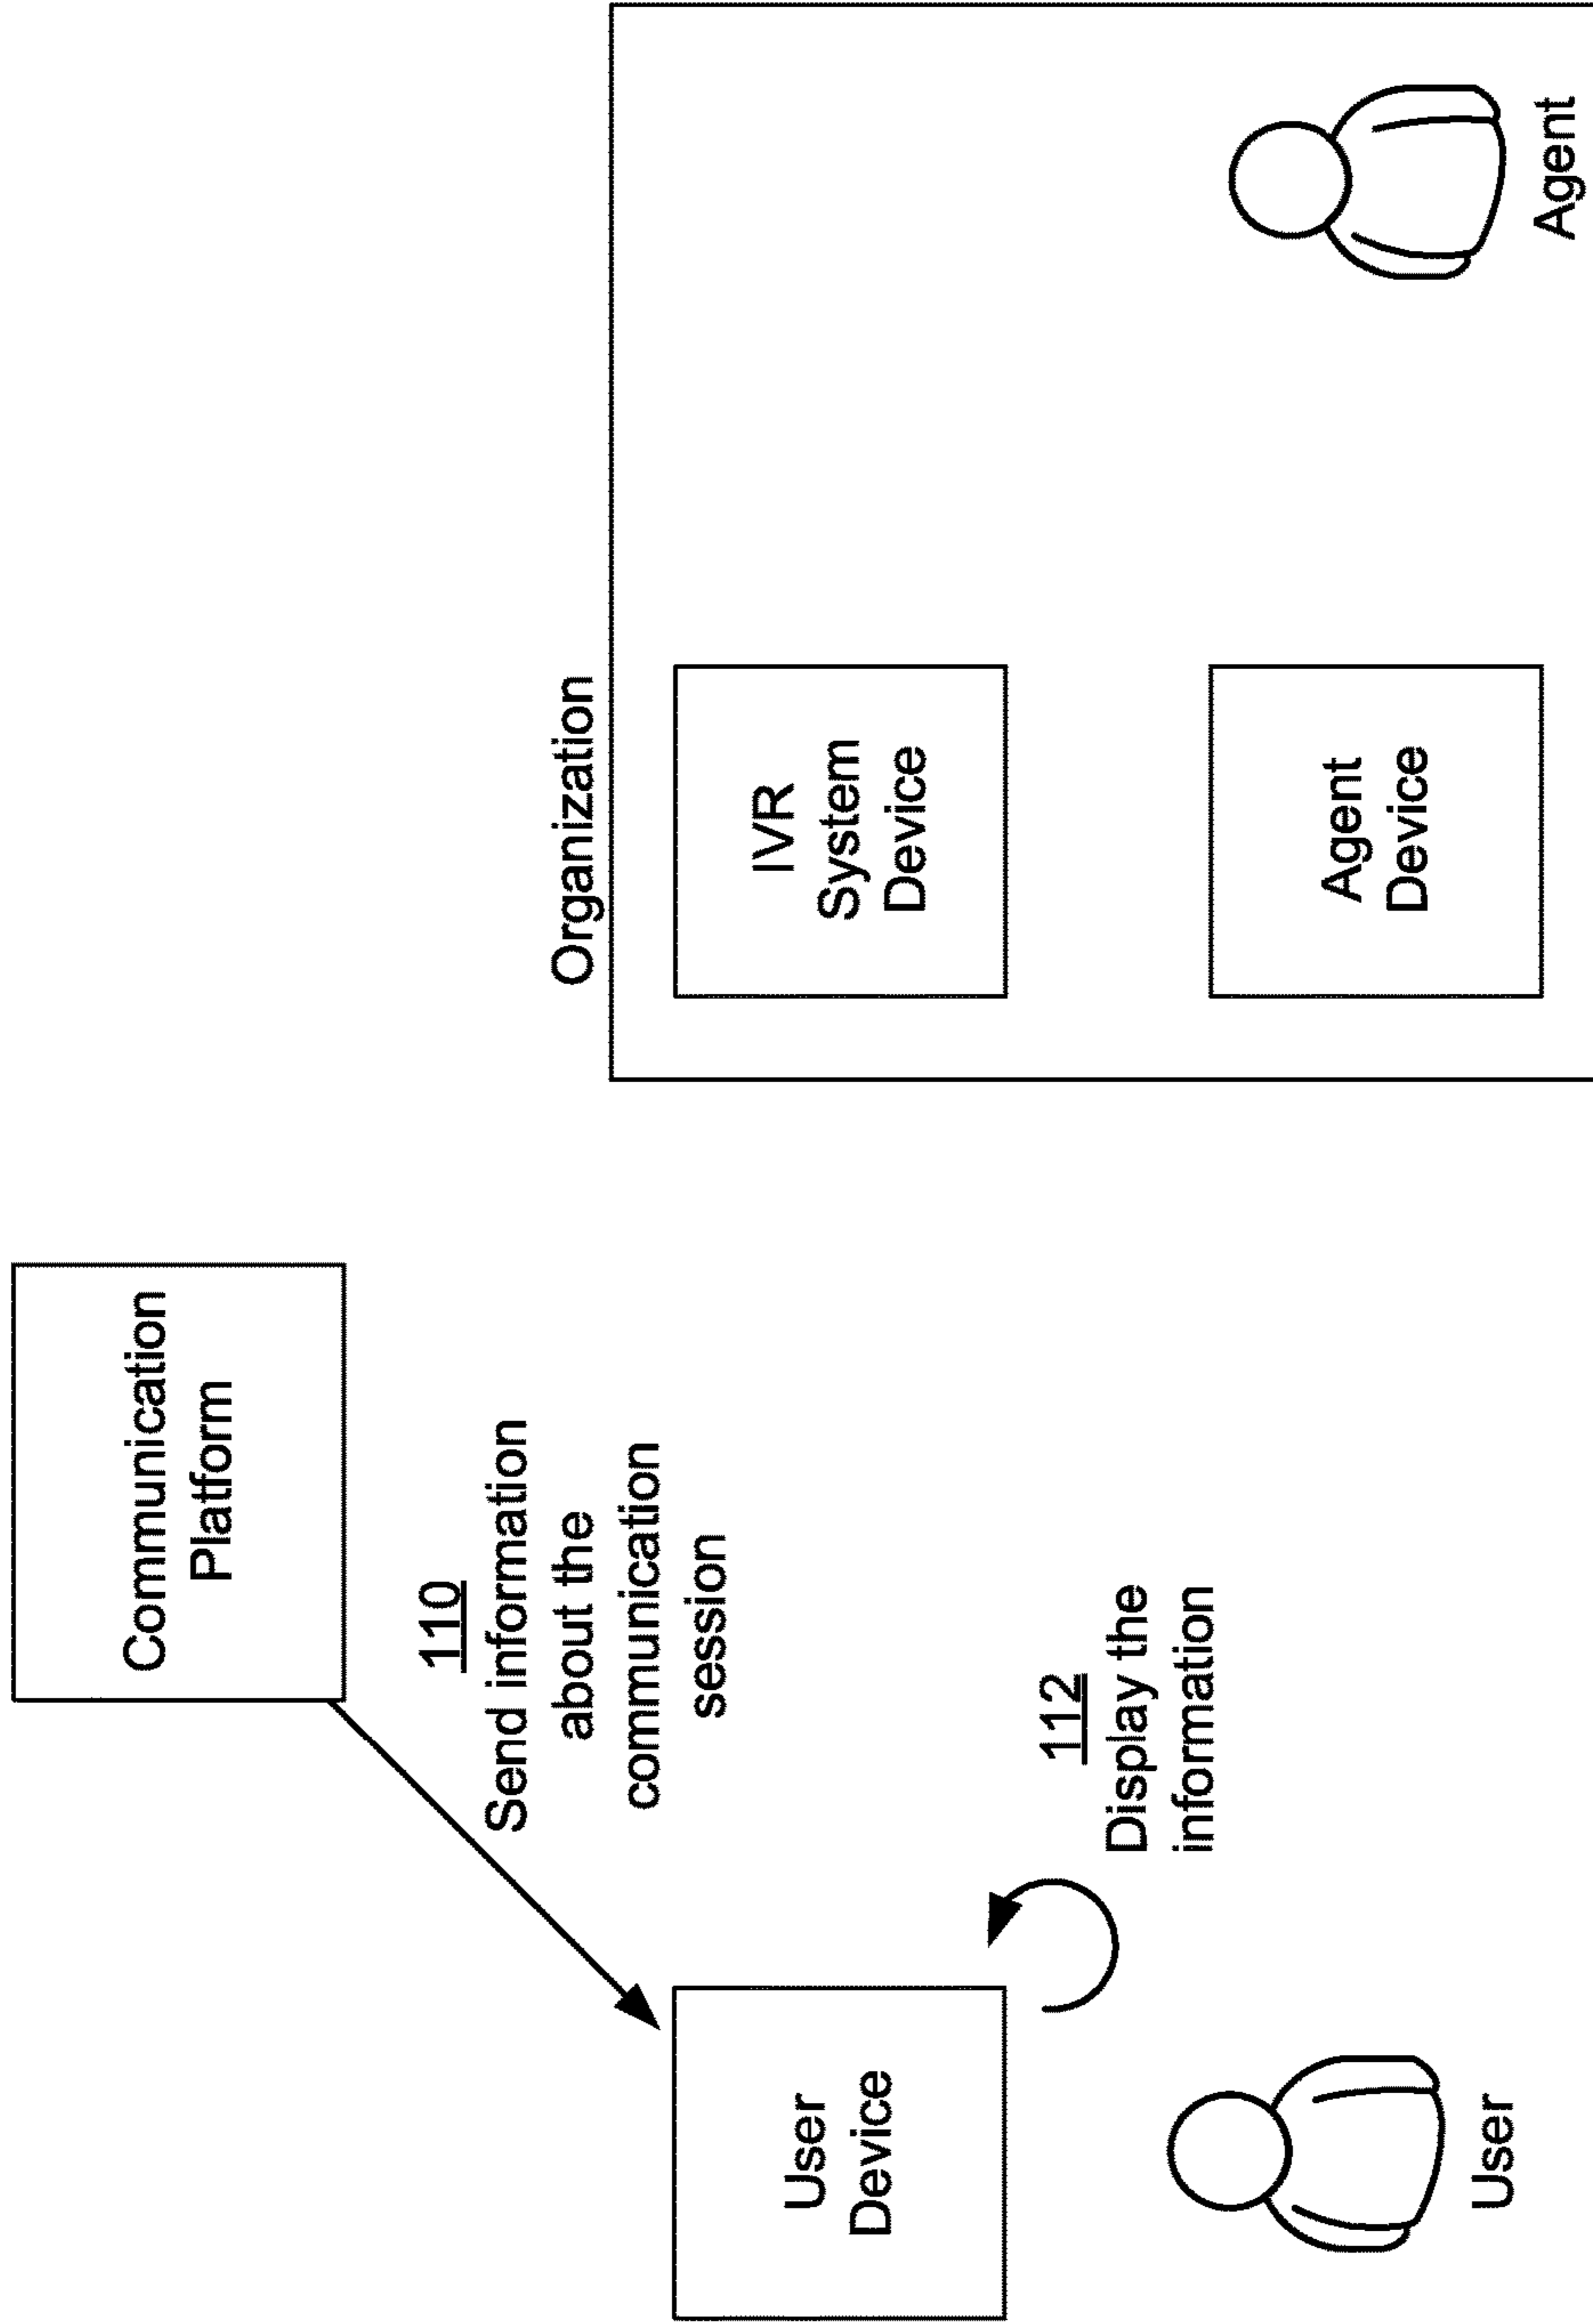 Communication
Platform
110
Send information
about the
communication
session
Organization
User
Device
IVR
System
Device
112
Display the
information
Agent
Device
User
Agent